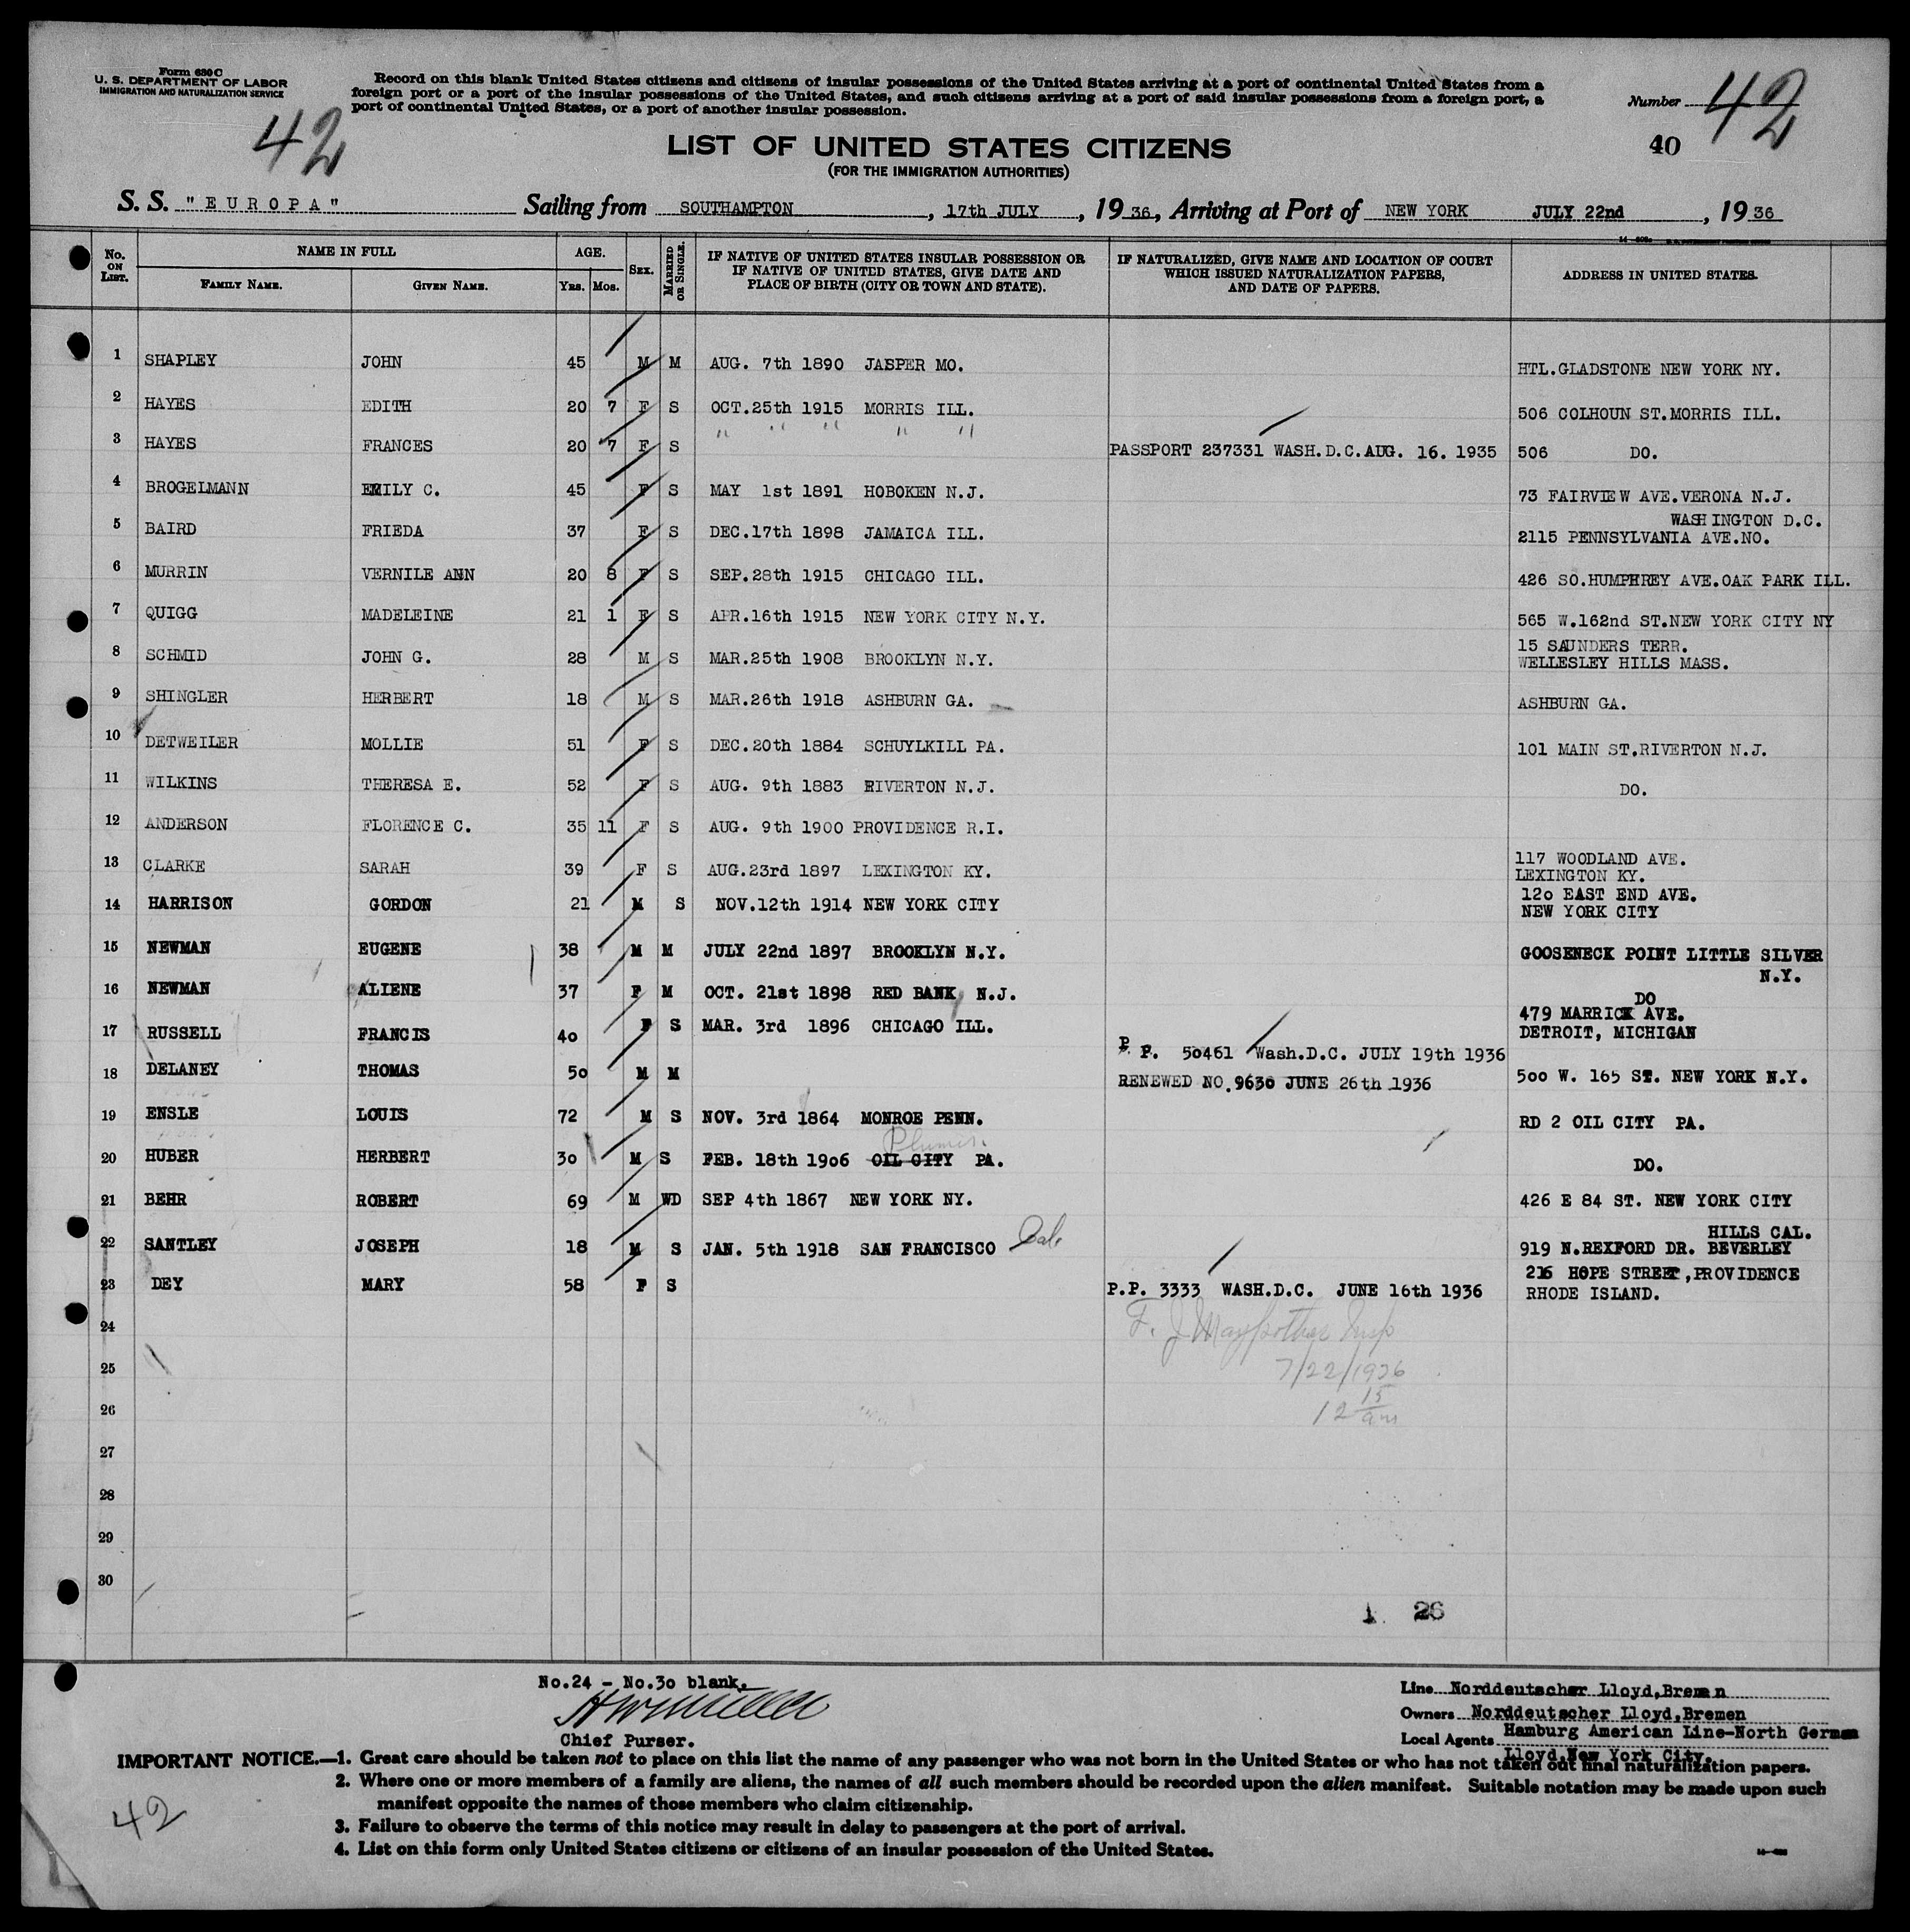 Form 630 C
U. S. DEPARTMENT OF LABOR
IMMIGRATION AND NATURALIZATION SERVICE
Record on this blank United States citizens and citizens of insular possessions of the United States arriving at a port of continental United States from a
foreign port or a port of the insular possessions of the United States, and such citizens arriving at a port of said insular possessions from a foreign port, a
port of continental United States, or a port of another insular possession.
Number 42
42
40
LIST OF UNITED STATES CITIZENS
(FOR THE IMMIGRATION AUTHORITIES)
S. S. "EUROPA" Sailing from SOUTHAMPTON, 17th JULY, 1936, Arriving at Port of NEW YORK JULY 22nd, 1936
No. ON LIST. NAME IN FULL FAMILY NAME. GIVEN NAME. AGE. YRS. MOS. SEX. MARRIED OR SINGLE. IF NATIVE OF UNITED STATES INSULAR POSSESSION OR IF NATIVE OF UNITED STATES, GIVE DATE AND PLACE OF BIRTH (CITY OR TOWN AND STATE). IF NATURALIZED, GIVE NAME AND LOCATION OF COURT WHICH ISSUED NATURALIZATION PAPERS, AND DATE OF PAPERS. ADDRESS IN UNITED STATES.
1 SHAPLEY JOHN 45 M M AUG. 7th 1890 JASPER MO. HTL.GLADSTONE NEW YORK NY.
2 HAYES EDITH 20 7 F S OCT.25th 1915 MORRIS ILL. 506 COLHOUN ST.MORRIS ILL.
3 HAYES FRANCES 20 7 F S " " " " " PASSPORT 237331 WASH.D.C.AUG. 16. 1935 506 DO.
4 BROGELMANN EMILY C. 45 F S MAY 1st 1891 HOBOKEN N.J. 73 FAIRVIEW AVE.VERONA N.J.
5 BAIRD FRIEDA 37 F S DEC.17th 1898 JAMAICA ILL. WASHINGTON D.C.
2115 PENNSYLVANIA AVE.NO.
6 MURRIN VERNILE ANN 20 8 F S SEP.28th 1915 CHICAGO ILL. 426 SO.HUMPHREY AVE.OAK PARK ILL.
7 QUIGG MADELEINE 21 1 F S APR.16th 1915 NEW YORK CITY N.Y. 565 W.162nd ST.NEW YORK CITY NY
8 SCHMID JOHN G. 28 M S MAR.25th 1908 BROOKLYN N.Y. 15 SAUNDERS TERR.
WELLESLEY HILLS MASS.
9 SHINGLER HERBERT 18 M S MAR.26th 1918 ASHBURN GA. ASHBURN GA.
10 DETWEILER MOLLIE 51 F S DEC.20th 1884 SCHUYLKILL PA. 101 MAIN ST.RIVERTON N.J.
11 WILKINS THERESA E. 52 F S AUG. 9th 1883 RIVERTON N.J. DO.
12 ANDERSON FLORENCE C. 35 11 F S AUG. 9th 1900 PROVIDENCE R.I.
13 CLARKE SARAH 39 F S AUG.23rd 1897 LEXINGTON KY. 117 WOODLAND AVE.
LEXINGTON KY.
14 HARRISON GORDON 21 M S NOV.12th 1914 NEW YORK CITY 120 EAST END AVE.
NEW YORK CITY
15 NEWMAN EUGENE 38 M M JULY 22nd 1897 BROOKLYN N.Y. GOOSENECK POINT LITTLE SILVER
N.Y.
16 NEWMAN ALIENE 37 F M OCT. 21st 1898 RED BANK N.J. DO
17 RUSSELL FRANCIS 40 F S MAR. 3rd 1896 CHICAGO ILL. 479 MARRICK AVE.
DETROIT, MICHIGAN
P. P. 50461 Wash.D.C. JULY 19th 1936
18 DELANEY THOMAS 50 M M RENEWED NO.9630 JUNE 26th 1936 500 W. 165 ST. NEW YORK N.Y.
19 ENSLE LOUIS 72 M S NOV. 3rd 1864 MONROE PENN. RD 2 OIL CITY PA.
Plumer.
20 HUBER HERBERT 30 M S FEB. 18th 1906 OIL CITY PA. DO.
21 BEHR ROBERT 69 M WD SEP 4th 1867 NEW YORK NY. 426 E 84 ST. NEW YORK CITY
22 SANTLEY JOSEPH 18 M S JAN. 5th 1918 SAN FRANCISCO Cal. HILLS CAL.
919 N.REXFORD DR. BEVERLEY
23 DEY MARY 58 F S P.P. 3333 WASH.D.C. JUNE 16th 1936 216 HOPE STREET,PROVIDENCE
RHODE ISLAND.
24
F. J. Insp
25 7/22/1936
26 12 15 am
27
28
29
30
1 26
No.24 - No.30 blank.
Chief Purser.
Line Norddeutscher Lloyd,Bremen
Owners Norddeutscher Lloyd,Bremen
Local Agents Hamburg American Line-North German
Lloyd,New York City.
IMPORTANT NOTICE.—1. Great care should be taken not to place on this list the name of any passenger who was not born in the United States or who has not taken out final naturalization papers.
2. Where one or more members of a family are aliens, the names of all such members should be recorded upon the alien manifest. Suitable notation may be made upon such
manifest opposite the names of those members who claim citizenship.
3. Failure to observe the terms of this notice may result in delay to passengers at the port of arrival.
4. List on this form only United States citizens or citizens of an insular possession of the United States.
42